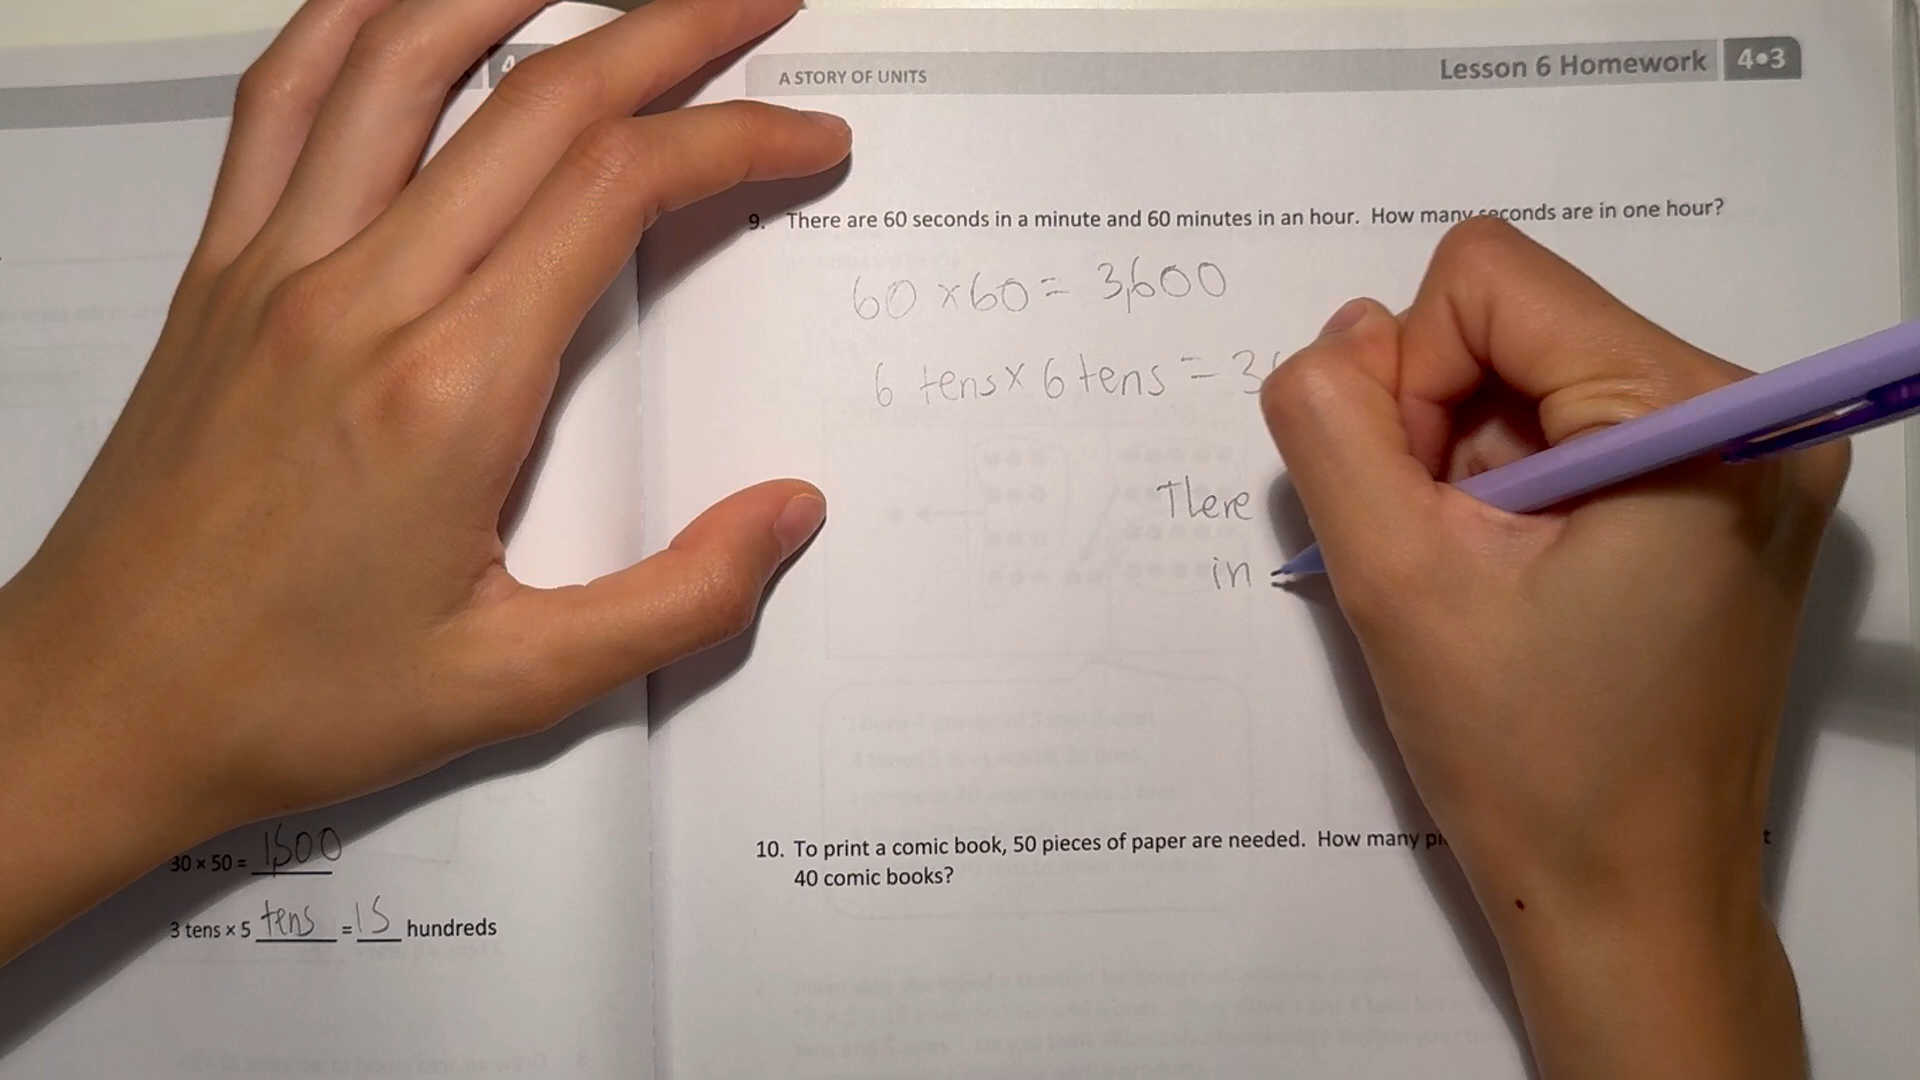 A STORY OF UNITS
Lesson 6 Homework 4•3
9. There are 60 seconds in a minute and 60 minutes in an hour. How many seconds are in one hour?
60 × 60 = 3,600
6 tens × 6 tens = 3
There
in
10. To print a comic book, 50 pieces of paper are needed. How many
40 comic books?
30 × 50 = 1,500
3 tens × 5 tens = 15 hundreds